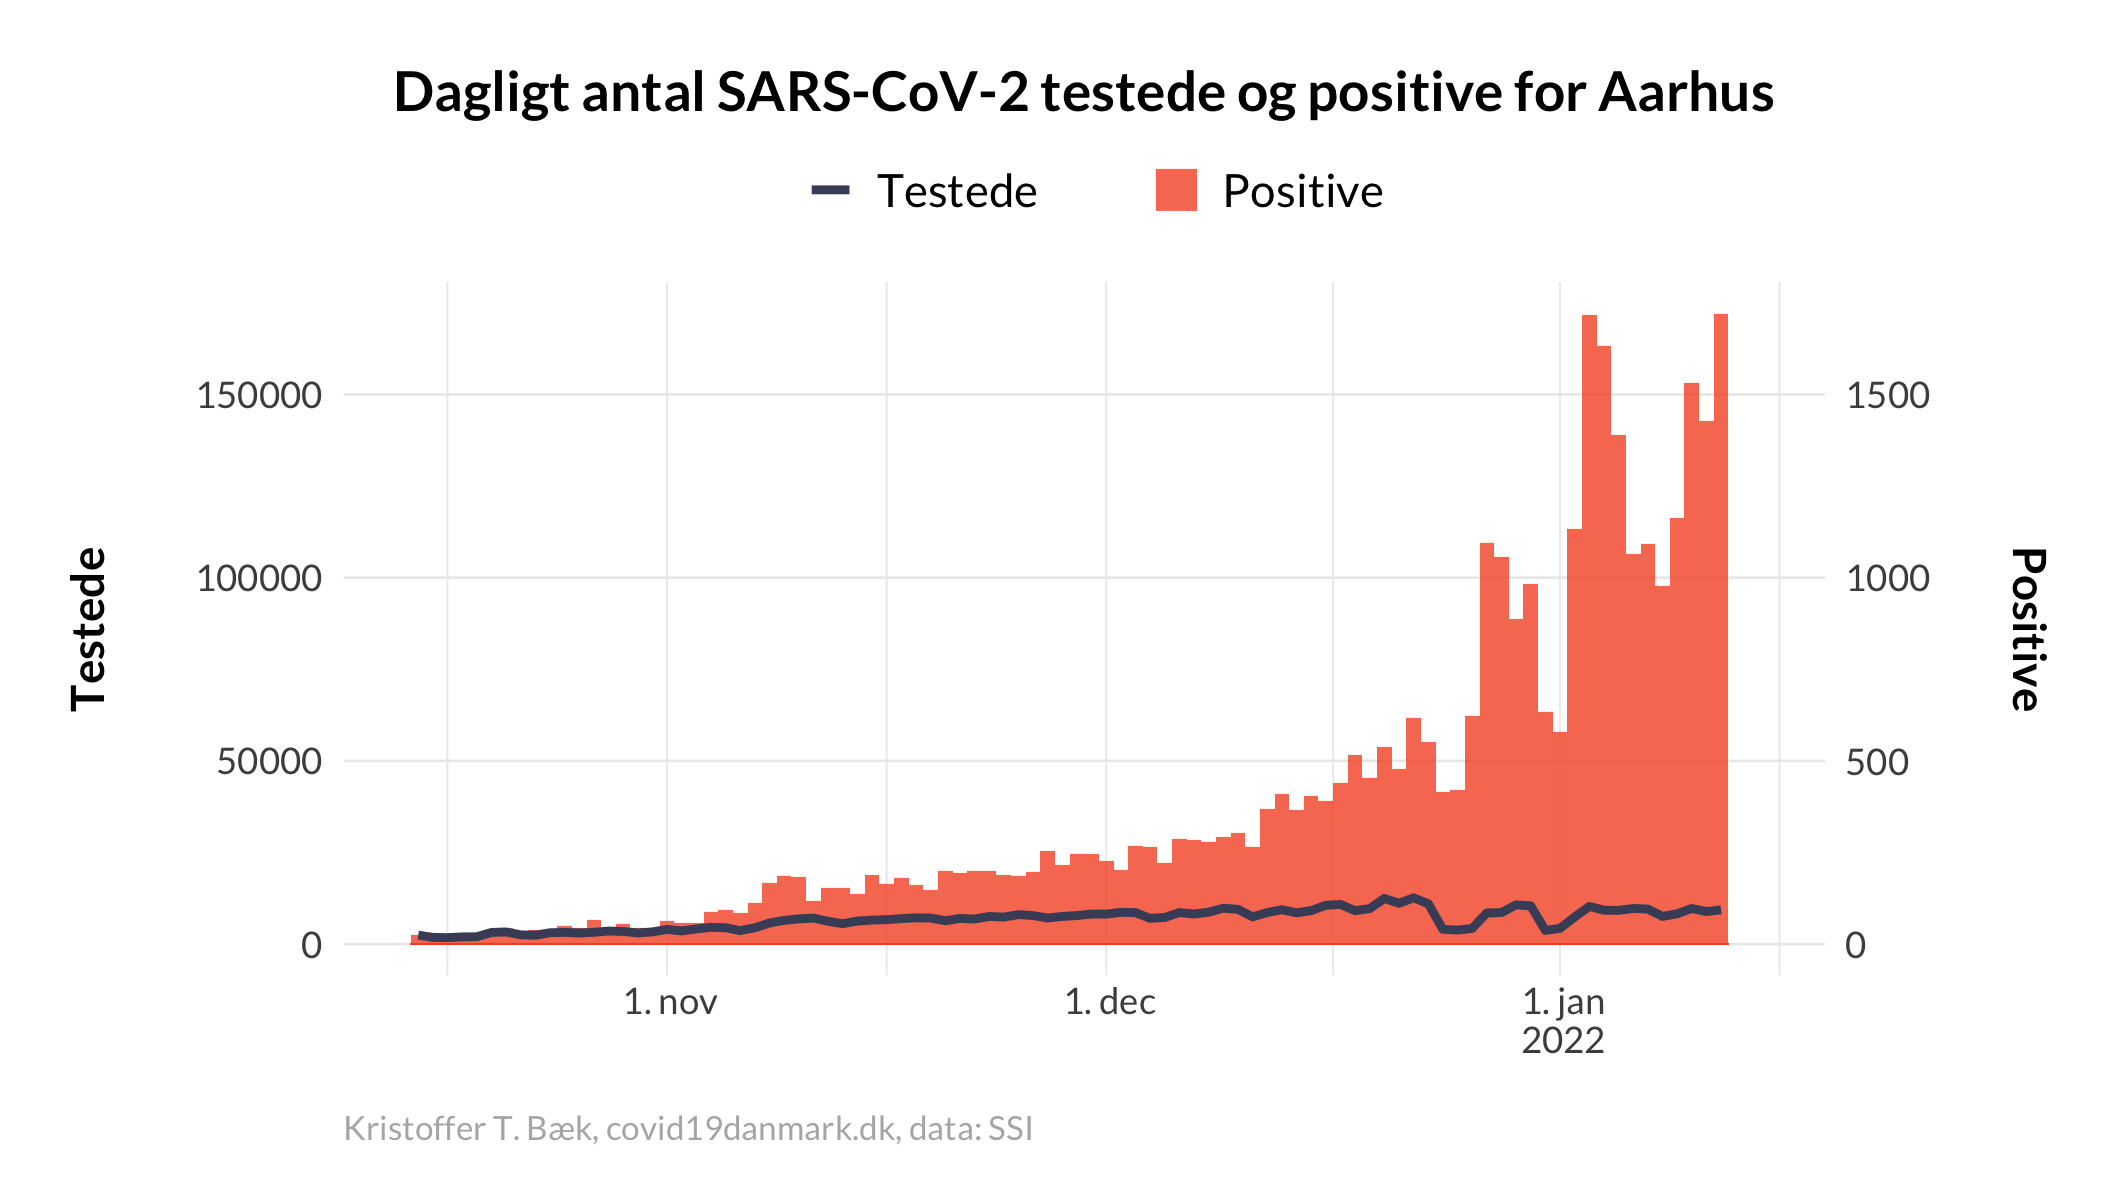 Dagligt antal SARS-CoV-2 testede og positive for Aarhus
Testede
Positive
150000
100000
50000
0
Testede
1500
1000
500
0
Positive
1. nov
1. dec
1. jan
2022
Kristoffer T. Bæk, covid19danmark.dk, data: SSI